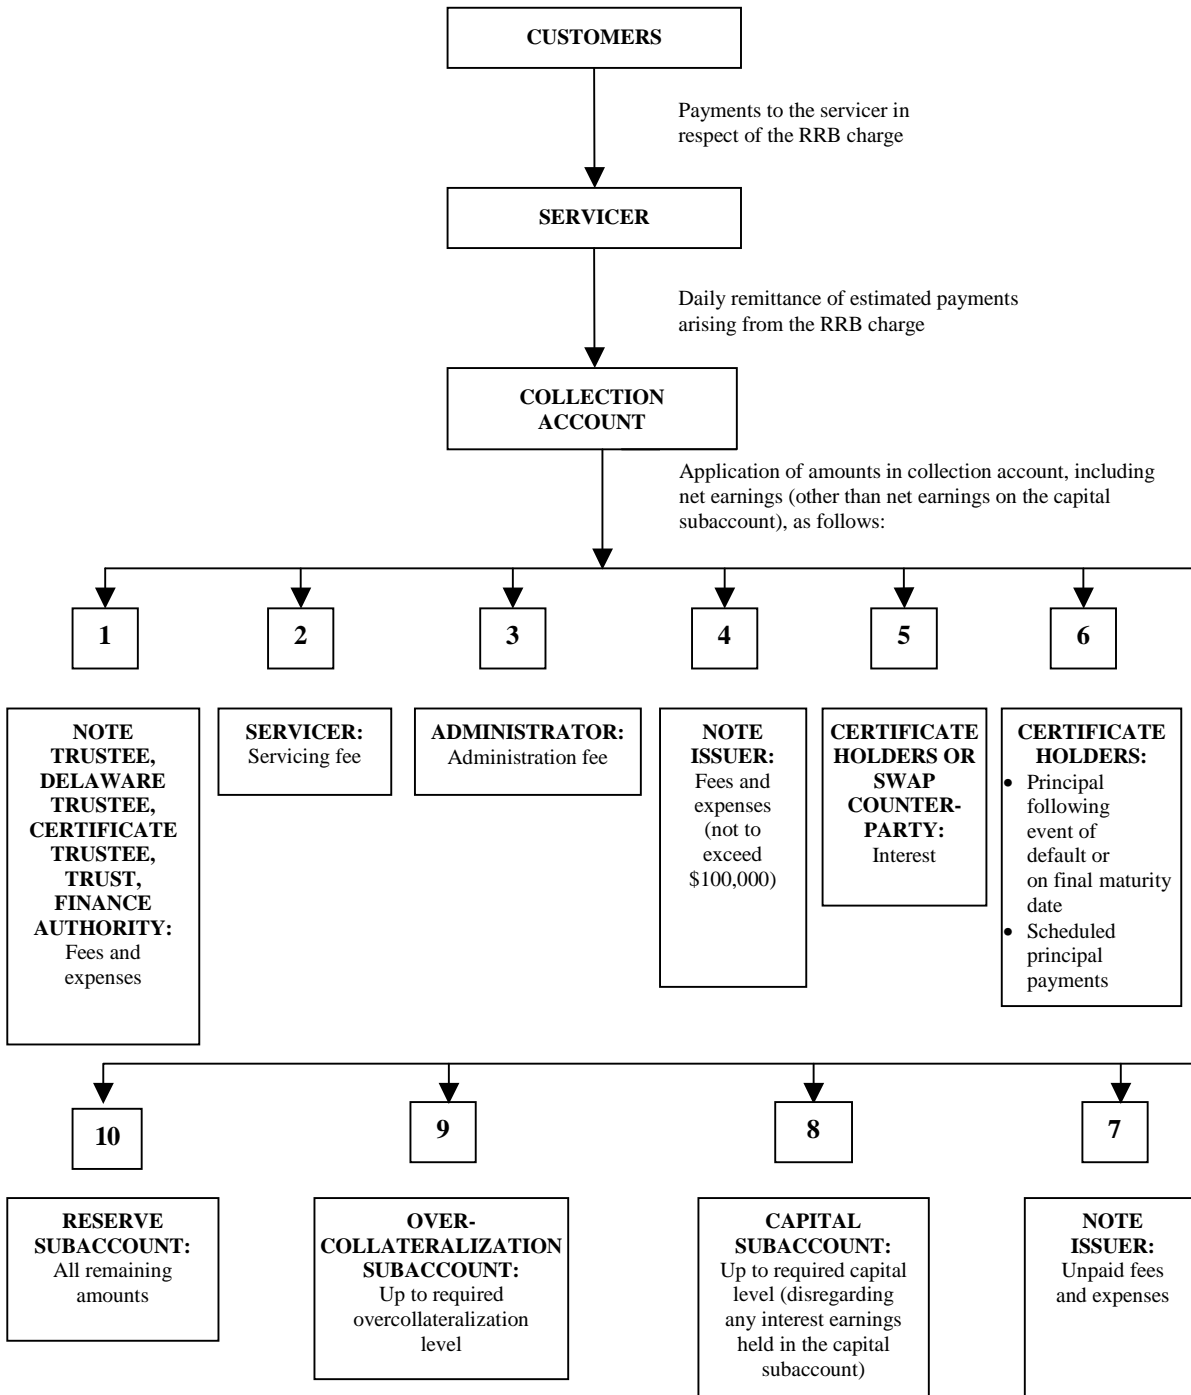 CUSTOMERS
Payments to the servicer in
respect of the RRB charge
SERVICER
Daily remittance of estimated payments
arising from the RRB charge
COLLECTION
ACCOUNT
Application of amounts in collection account, including
net earnings (other than net earnings on the capital
subaccount), as follows:
1
2
3
4
5
6
NOTE
TRUSTEE,
DELAWARE
TRUSTEE,
CERTIFICATE
TRUSTEE,
TRUST,
FINANCE
AUTHORITY:
Fees and
expenses
SERVICER:
Servicing fee
ADMINISTRATOR:
Administration fee
NOTE
ISSUER:
Fees and
expenses
(not to
exceed
$100,000)
CERTIFICATE
HOLDERS OR
SWAP
COUNTER-
PARTY:
Interest
CERTIFICATE
HOLDERS:
• Principal
following
event of
default or
on final maturity
date
• Scheduled
principal
payments
10
9
8
7
RESERVE
SUBACCOUNT:
All remaining
amounts
OVER-
COLLATERALIZATION
SUBACCOUNT:
Up to required
overcollateralization
level
CAPITAL
SUBACCOUNT:
Up to required capital
level (disregarding
any interest earnings
held in the capital
subaccount)
NOTE
ISSUER:
Unpaid fees
and expenses